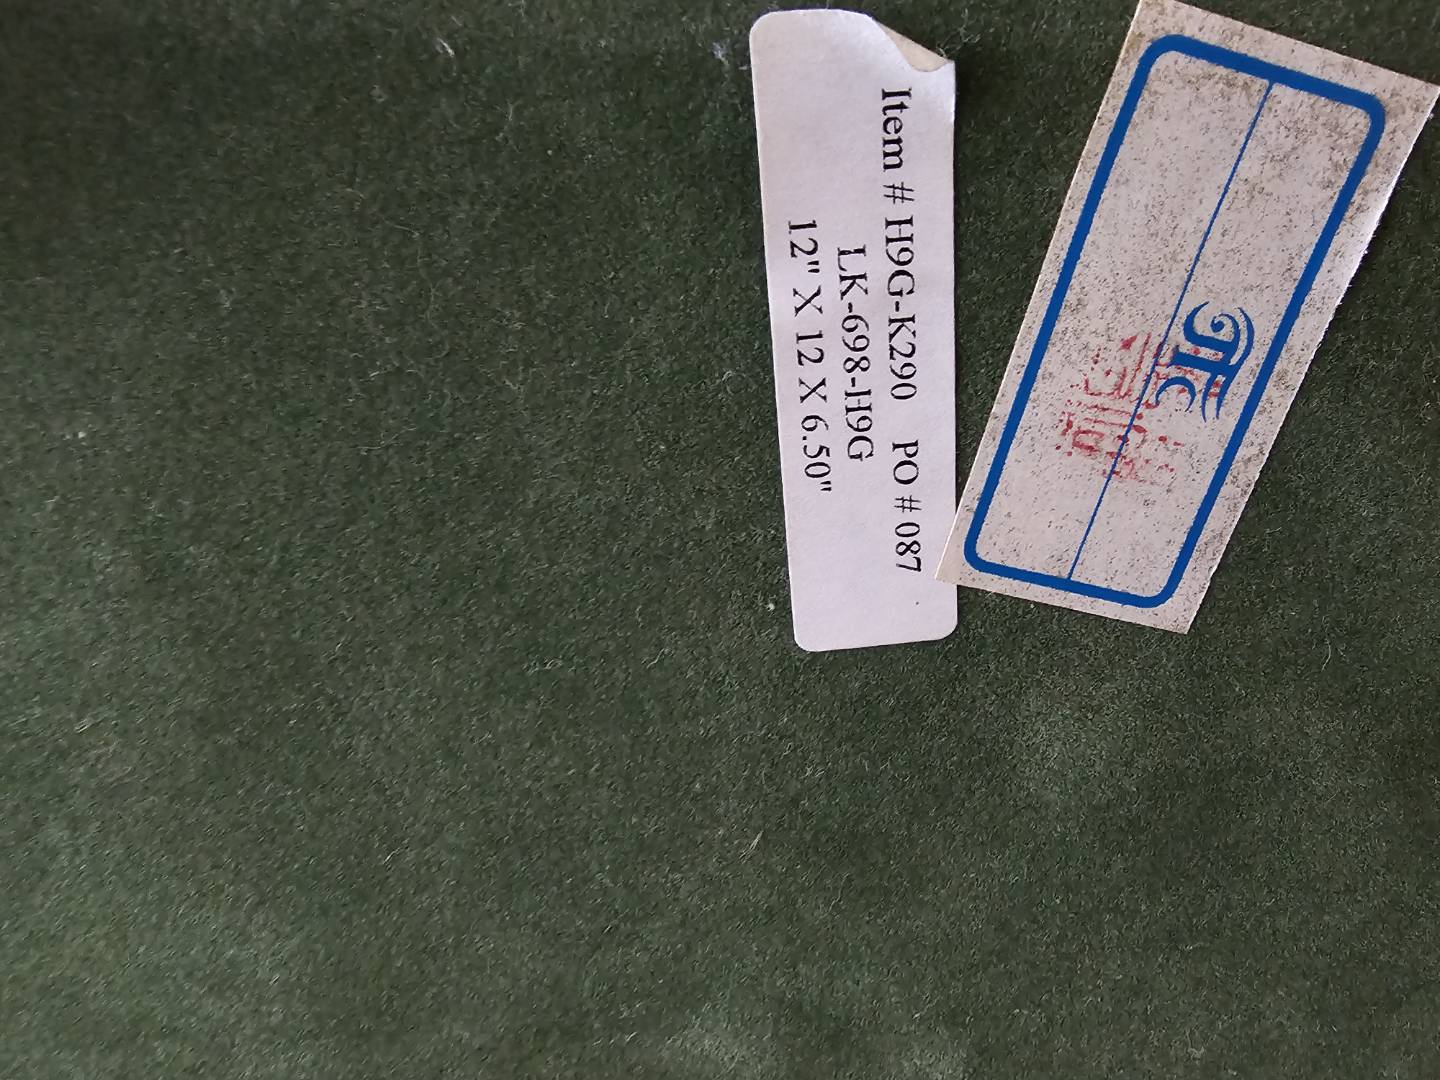 Item # H9G-K290 PO # 087
LK-698-H9G
12" X 12 X 6.50"